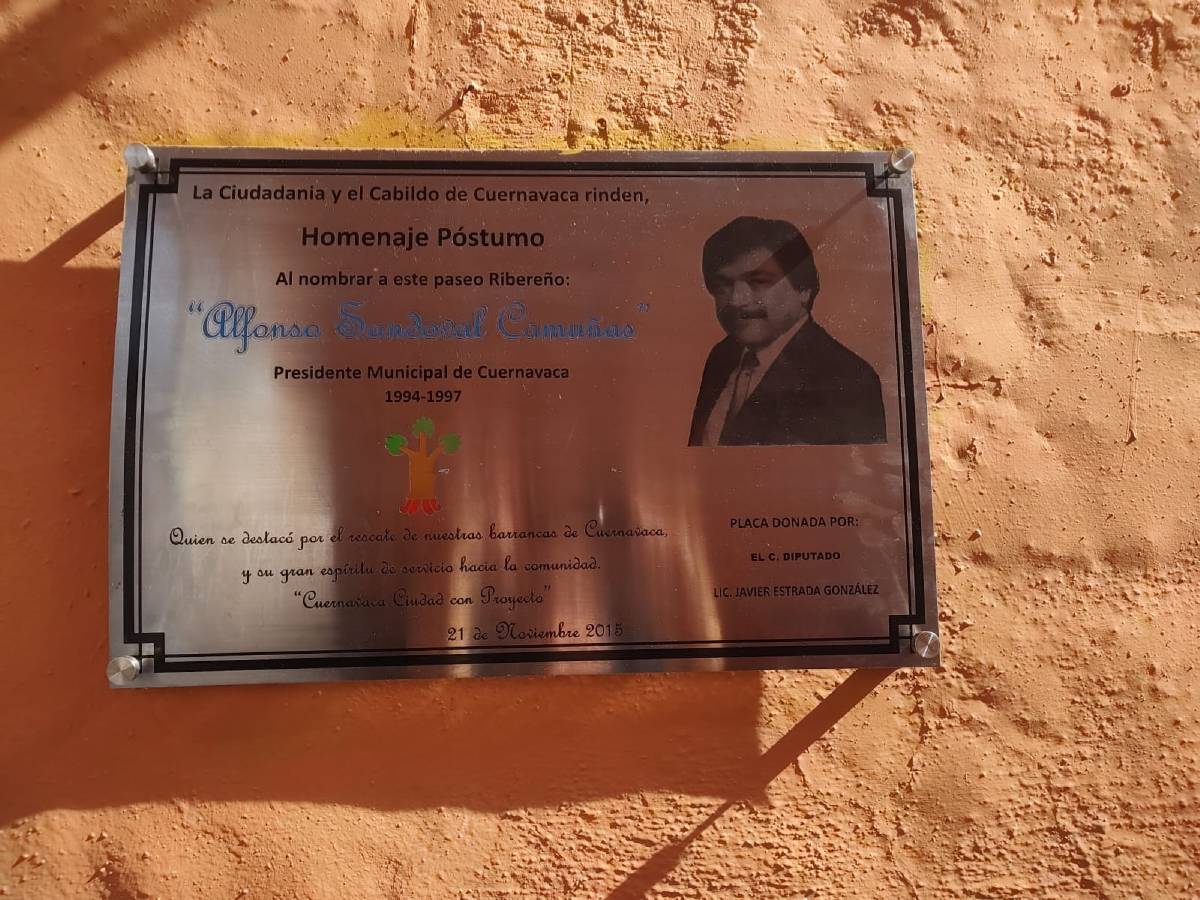 La Ciudadania y el Cabildo de Cuernavaca rinden,
Homenaje Póstumo
Al nombrar a este paseo Ribereño:
“Alfonso Sandoval Camuñas”
Presidente Municipal de Cuernavaca
1994-1997
Quien se destacó por el rescate de nuestras barrancas de Cuernavaca,
y su gran espíritu de servicio hacia la comunidad.
“Cuernavaca Ciudad con Proyecto”
21 de Noviembre 2015
PLACA DONADA POR:
EL C. DIPUTADO
LIC. JAVIER ESTRADA GONZÁLEZ